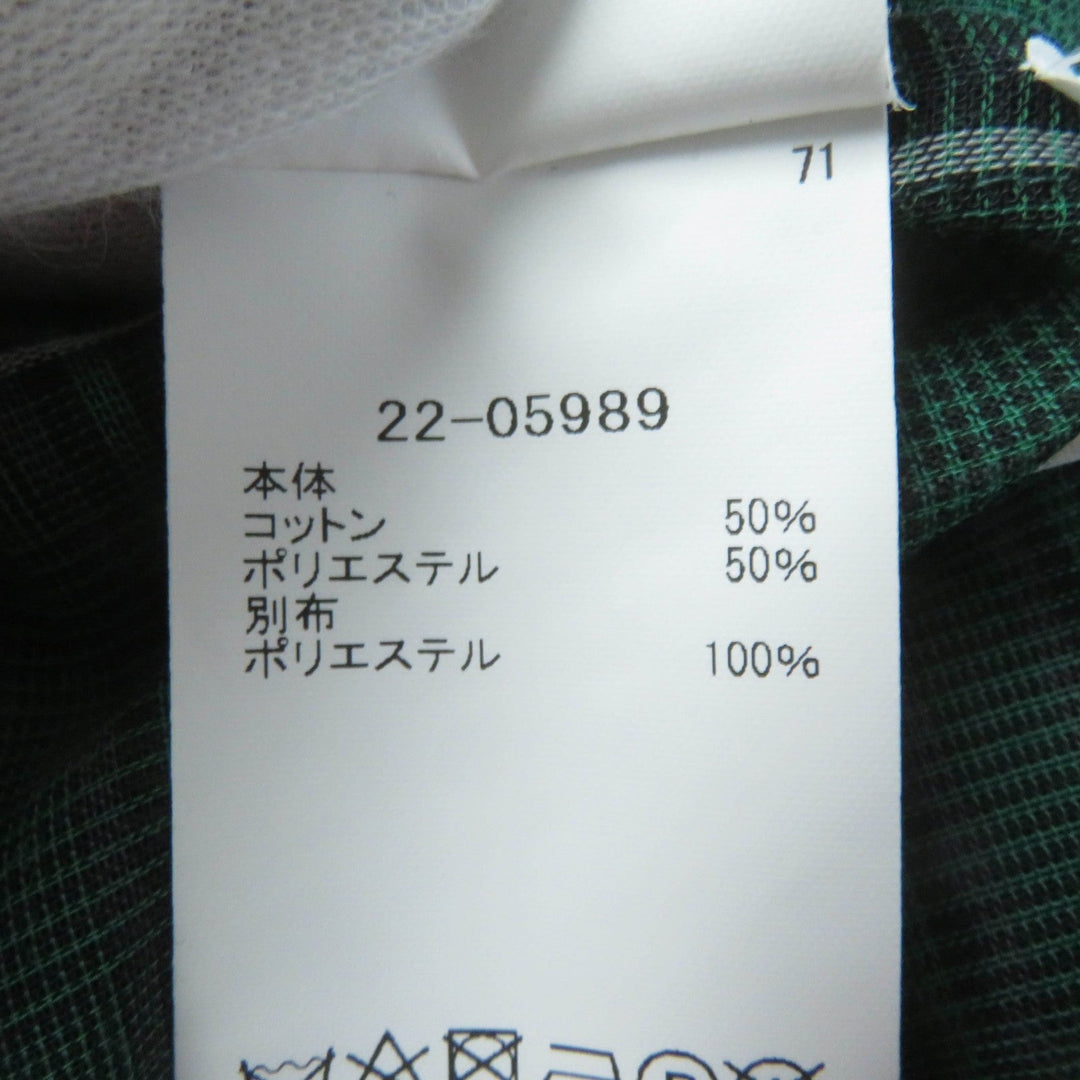 71
22-05989
本体
コットン 50%
ポリエステル 50%
別布
ポリエステル 100%